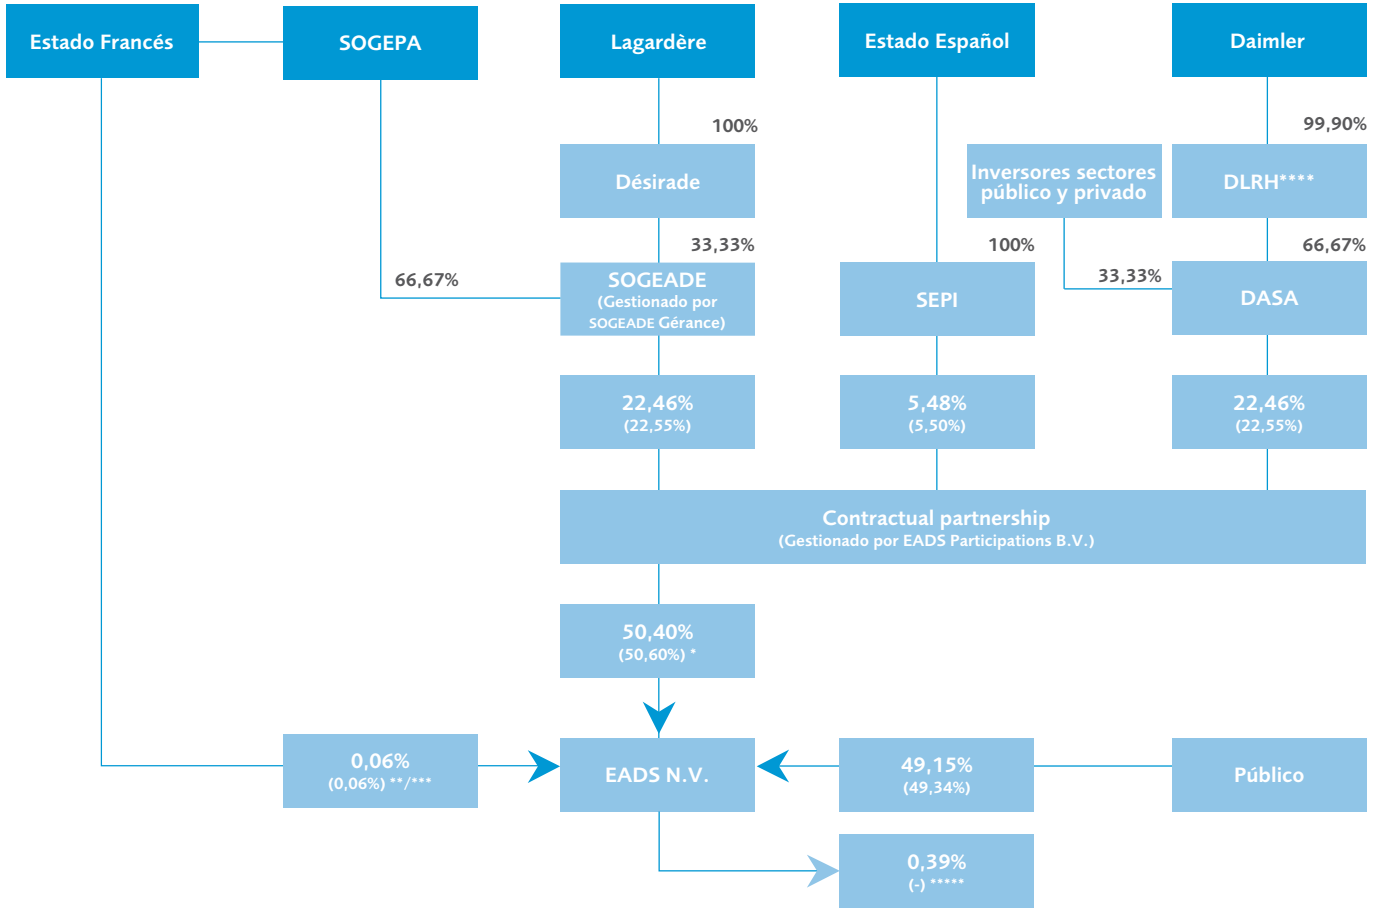 Estado Francés
SOGEPA
Lagardère
Estado Español
Daimler
100%
99,90%
Désirade
Inversores sectores
público y privado
DLRH****
33,33%
100%
66,67%
66,67%
33,33%
SOGEADE
(Gestionado por
SOGEADE Gérance)
SEPI
DASA
22,46%
(22,55%)
5,48%
(5,50%)
22,46%
(22,55%)
Contractual partnership
(Gestionado por EADS Participations B.V.)
50,40%
(50,60%) *
0,06%
(0,06%) **/***
EADS N.V.
49,15%
(49,34%)
Público
0,39%
(-) *****